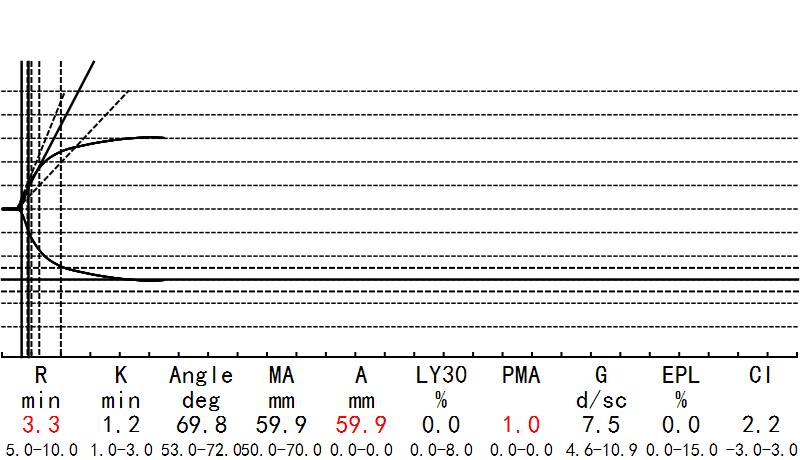 R K Angle MA A LY30 PMA G EPL CI
min min deg mm mm % d/sc %
3.3 1.2 69.8 59.9 59.9 0.0 1.0 7.5 0.0 2.2
5.0-10.0 1.0-3.0 53.0-72.0 50.0-70.0 0.0-0.0 0.0-8.0 0.0-0.0 4.6-10.9 0.0-15.0 -3.0-3.0